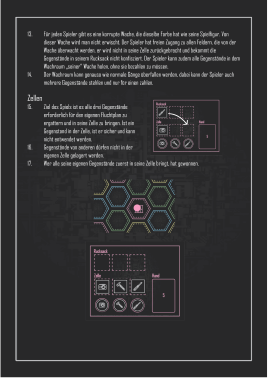 13. Für jeden Spieler gibt es eine korrupte Wache, die dieselbe Farbe hat wie seine Spielfigur. Von
dieser Wache wird man nicht erwischt. Der Spieler hat freien Zugang zu allen Feldern, die von der
Wache überwacht werden, er wird nicht in seine Zelle zurückgebracht und bekommt die
Gegenstände in seinem Rucksack nicht konfisziert. Der Spieler kann zudem alle Gegenstände in dem
Wachraum „seiner“ Wache holen, ohne sie bezahlen zu müssen.
14. Der Wachraum kann genauso wie normale Gänge überfallen werden, dabei kann der Spieler auch
mehrere Gegenstände stehlen und nur für einen zahlen.
Zellen
15. Ziel des Spiels ist es alle drei Gegenstände
erforderlich für den eigenen Fluchtplan zu
ergattern und in seine Zelle zu bringen. Ist ein
Gegenstand in der Zelle, ist er sicher und kann
nicht entwendet werden.
16. Gegenstände von anderen dürfen nicht in der
eigenen Zelle gelagert werden.
17. Wer alle seine eigenen Gegenstände zuerst in seine Zelle bringt, hat gewonnen.
Rucksack
Zelle
Hand
3
Rucksack
Zelle
Hand
3